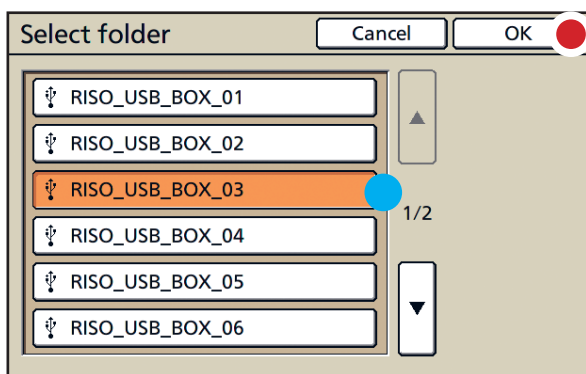 Select folder
Cancel
OK
RISO_USB_BOX_01
RISO_USB_BOX_02
RISO_USB_BOX_03
1/2
RISO_USB_BOX_04
RISO_USB_BOX_05
RISO_USB_BOX_06